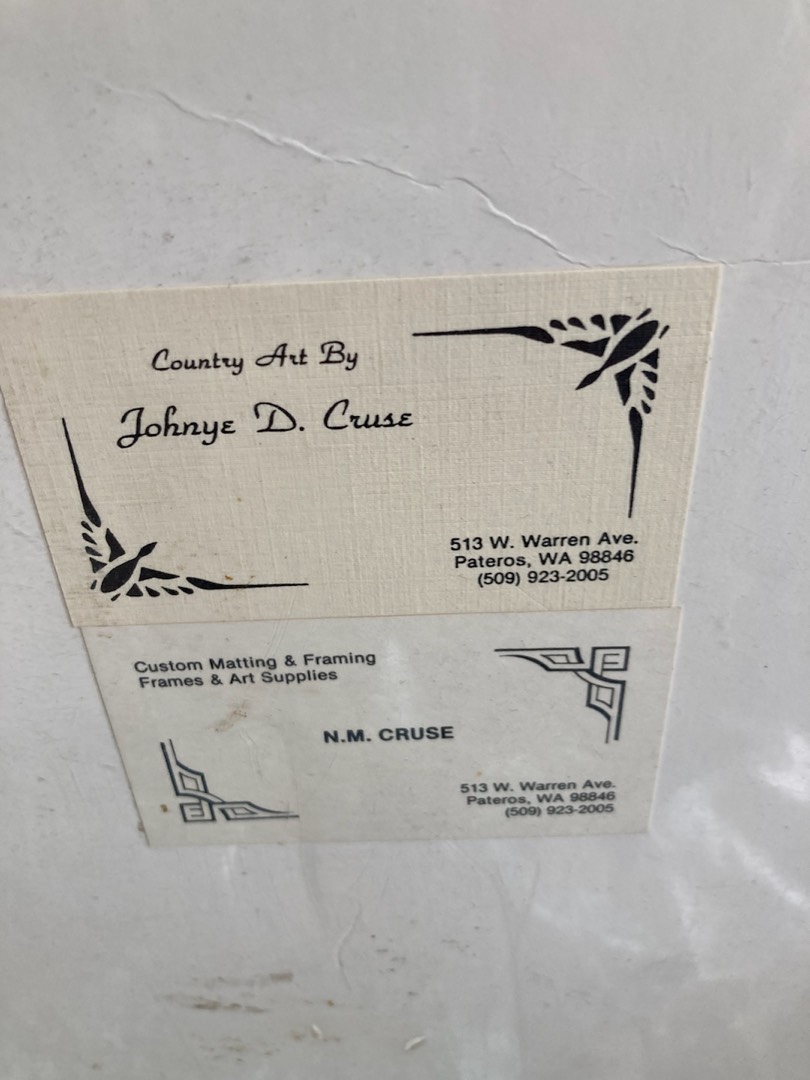 Country Art By
Johnye D. Cruse
513 W. Warren Ave.
Pateros, WA 98846
(509) 923-2005
Custom Matting & Framing
Frames & Art Supplies
N.M. CRUSE
513 W. Warren Ave.
Pateros, WA 98846
(509) 923-2005